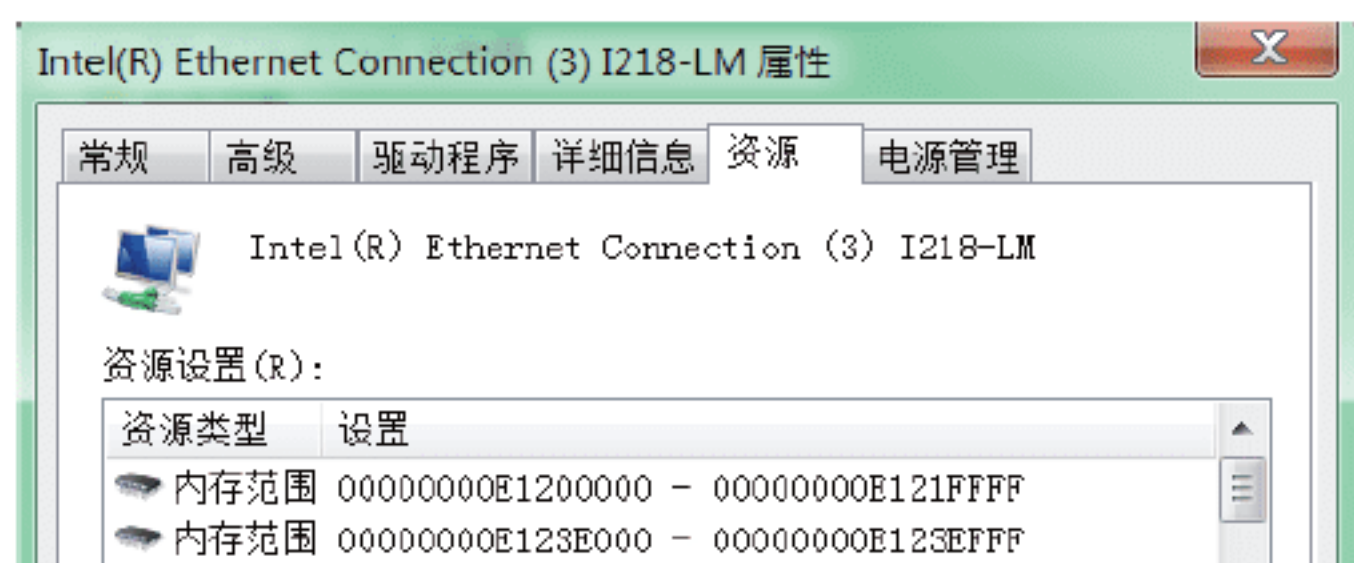 Intel(R) Ethernet Connection (3) I218-LM 属性
常规 高级 驱动程序 详细信息 资源 电源管理
Intel(R) Ethernet Connection (3) I218-LM
资源设置(R):
资源类型 设置
内存范围 00000000E1200000 - 00000000E121FFFF
内存范围 00000000E123E000 - 00000000E123EFFF